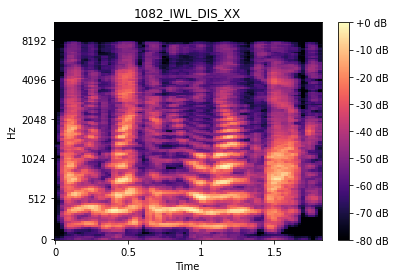 1082_IWL_DIS_XX
Hz
8192
4096
2048
1024
512
0
0
0.5
1
1.5
Time
+0 dB
-10 dB
-20 dB
-30 dB
-40 dB
-50 dB
-60 dB
-70 dB
-80 dB